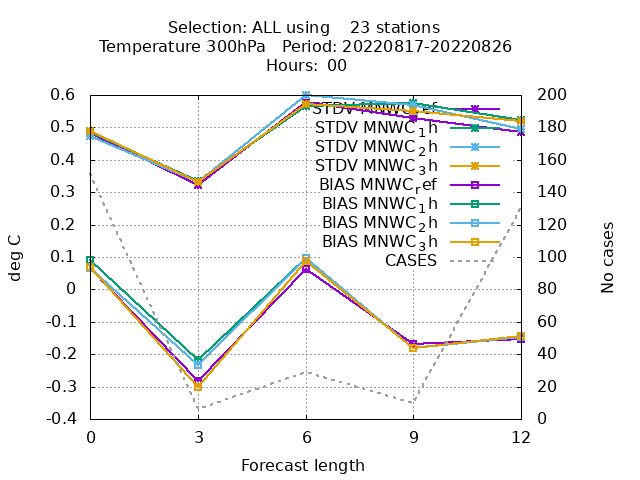 Selection: ALL using 23 stations
Temperature 300hPa Period: 20220817-20220826
Hours: 00
0.6
0.5
0.4
0.3
0.2
0.1
0
-0.1
-0.2
-0.3
-0.4
deg C
STDV MNWC_ref
STDV MNWC_1h
STDV MNWC_2h
STDV MNWC_3h
BIAS MNWC_ref
BIAS MNWC_1h
BIAS MNWC_2h
BIAS MNWC_3h
CASES
200
180
160
140
120
100
80
60
40
20
0
No cases
0 3 6 9 12
Forecast length